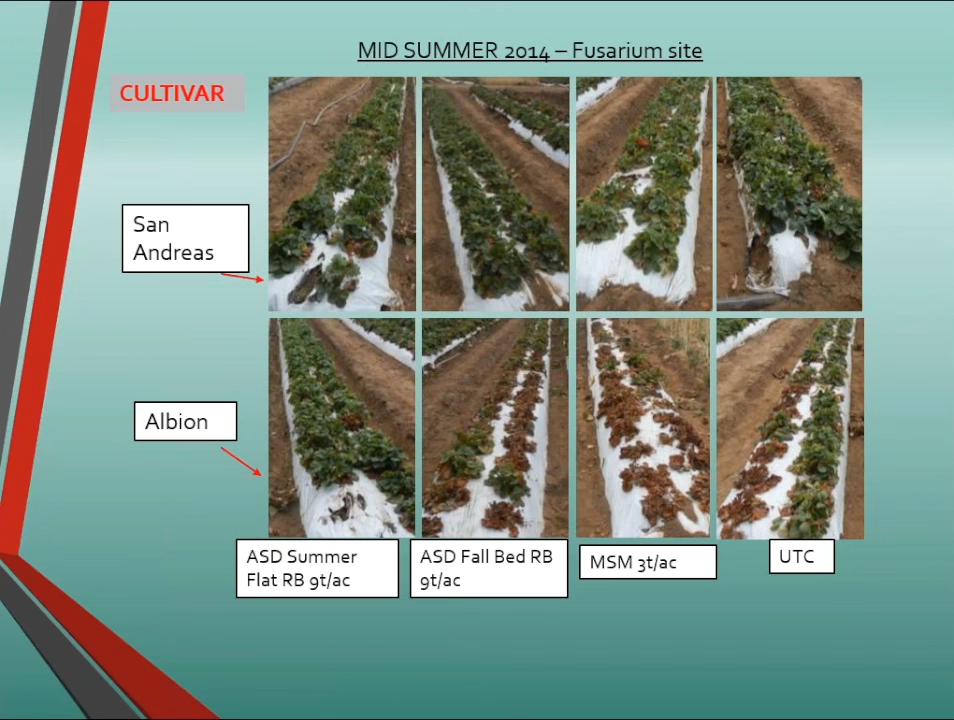 MID SUMMER 2014 – Fusarium site
CULTIVAR
San
Andreas
Albion
ASD Summer
Flat RB 9t/ac
ASD Fall Bed RB
9t/ac
MSM 3t/ac
UTC